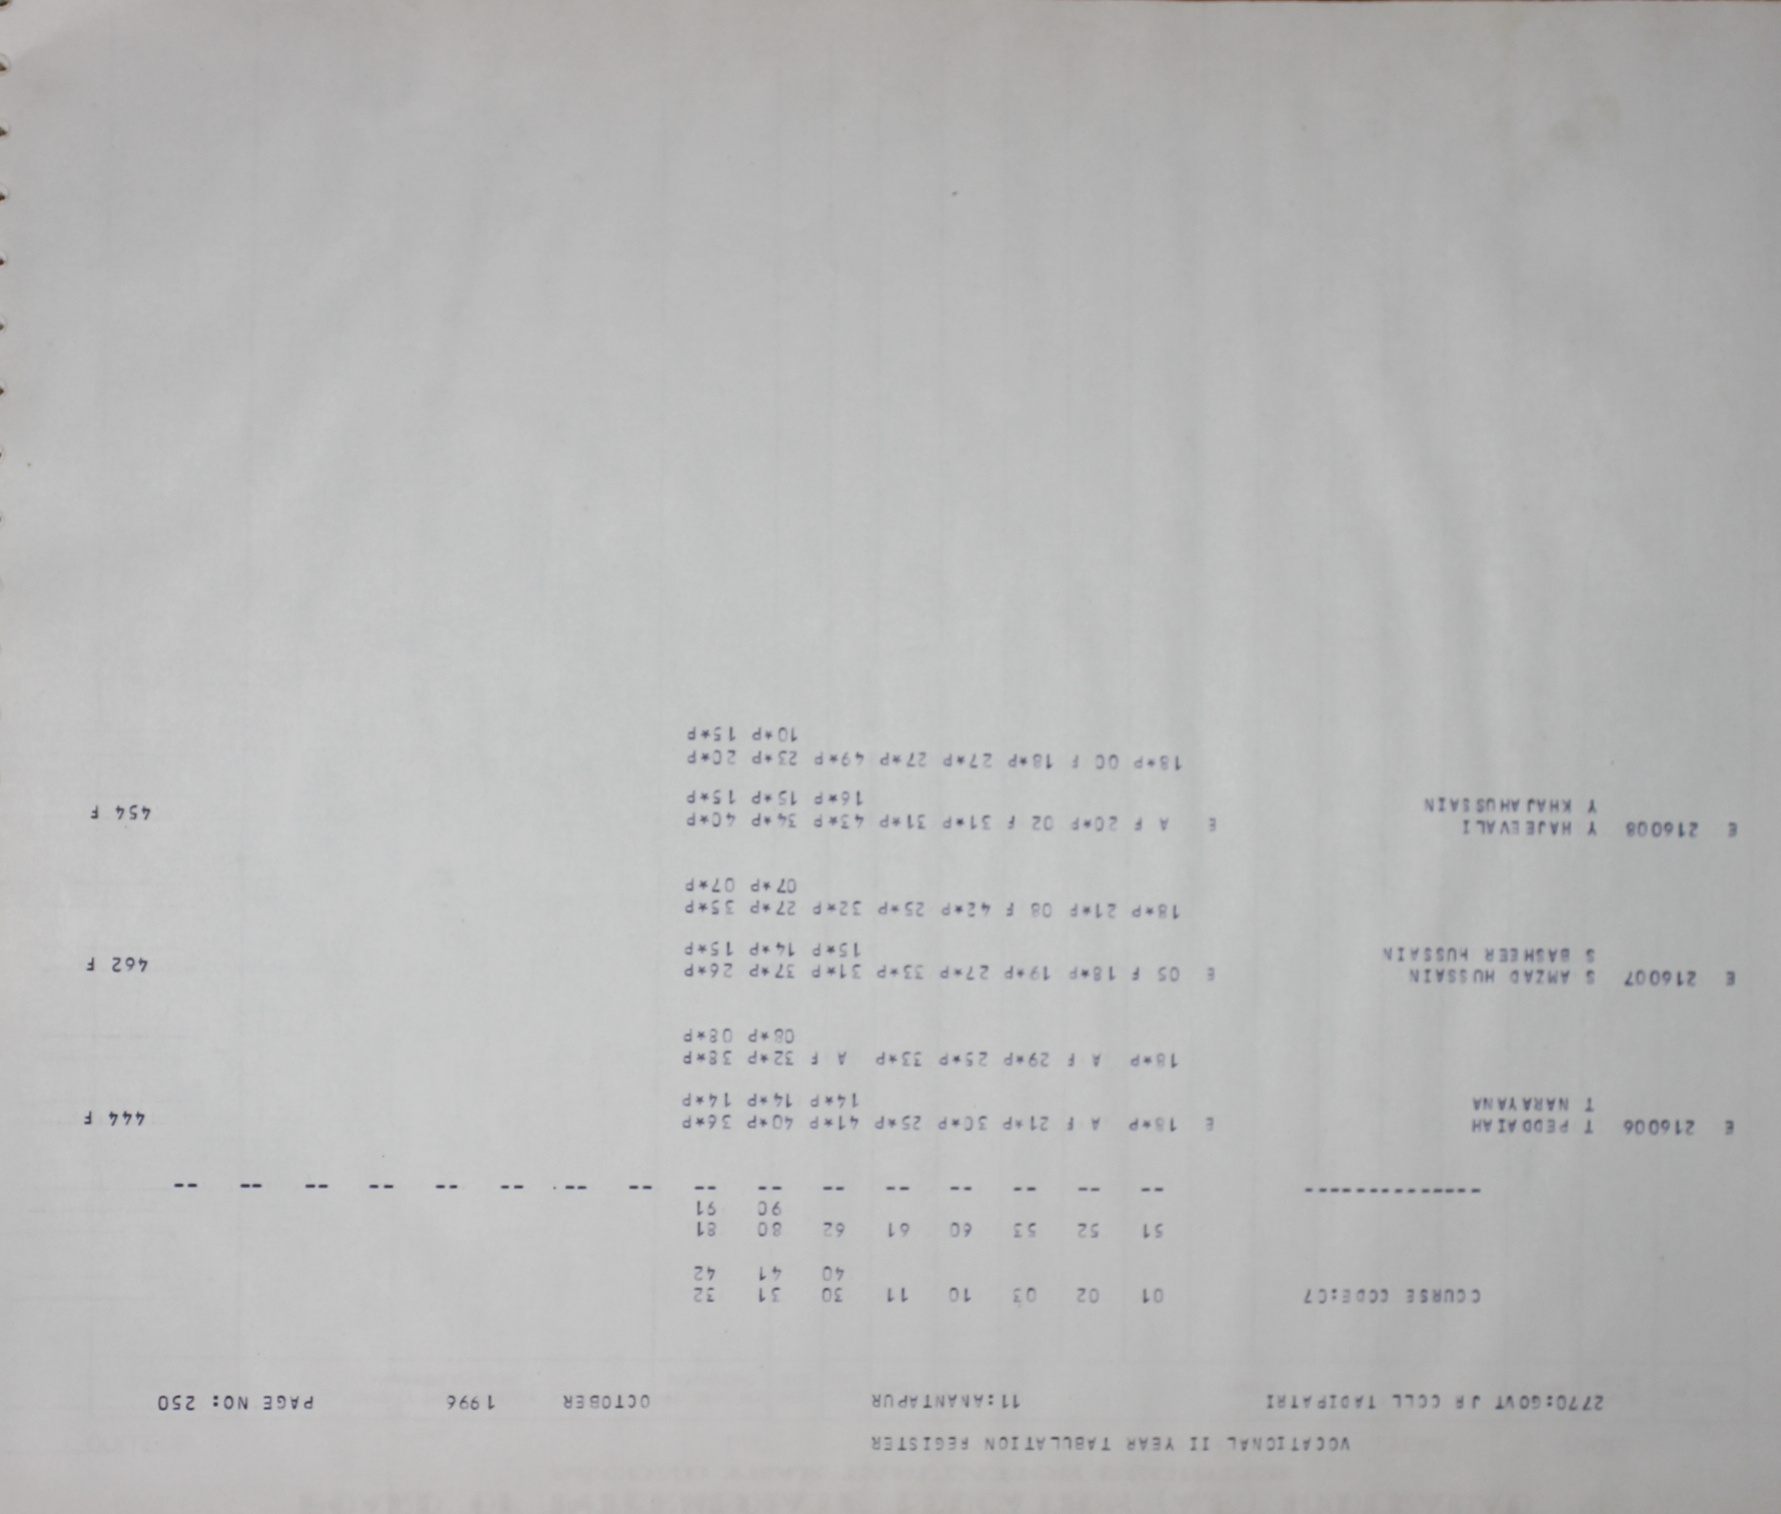 VOCATIONAL II YEAR TABULATION REGISTER
2770:GOVT JR COLL TADIPATRI 11:ANANTAPUR OCTOBER 1996 PAGE NO: 250
COURSE CODE:07 01 02 03 10 11 30 31 32
40 41 42
51 52 53 60 61 62 80 81
90 91
-------------- -- -- -- -- -- -- -- -- -- -- -- -- -- -- -- --
E 216006 T PEDDAIAH E 18*P A F 21*P 30*P 25*P 41*P 40*P 36*P 444 F
T NARAYANA 14*P 14*P 14*P
18*P A F 29*P 25*P 33*P A F 32*P 38*P
08*P 08*P
E 216007 S AMZAD HUSSAIN E 05 F 18*P 19*P 27*P 33*P 31*P 37*P 26*P 462 F
S BASHEER HUSSAIN 15*P 14*P 15*P
18*P 21*P 08 F 42*P 25*P 32*P 27*P 35*P
07*P 07*P
E 216008 Y HAJEEVALI E A F 20*P 02 F 31*P 31*P 43*P 34*P 40*P 454 F
Y KHAJAHUSSAIN 16*P 15*P 15*P
18*P 00 F 18*P 27*P 27*P 49*P 23*P 20*P
10*P 15*P